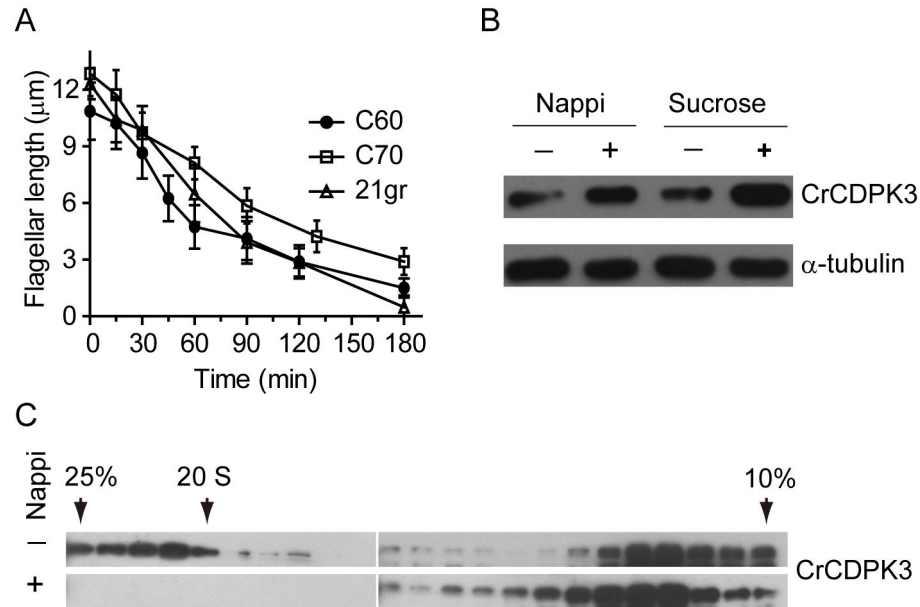 A
Flagellar length (μm)
12
9
6
3
0
C60
C70
21gr
0 30 60 90 120 150 180
Time (min)
B
Nappi Sucrose
– + – +
CrCDPK3
α-tubulin
C
Nappi
25% 20 S 10%
–
+
CrCDPK3